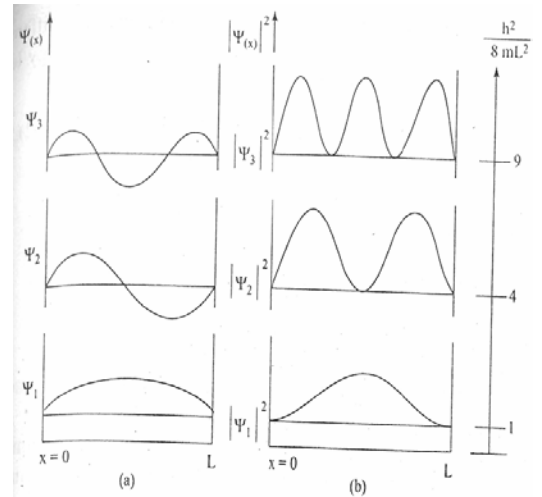 Ψ(x)
|Ψ(x)|²
h²
8 mL²
Ψ₃
|Ψ₃|²
9
Ψ₂
|Ψ₂|²
4
Ψ₁
|Ψ₁|²
1
x = 0
L
x = 0
L
(a)
(b)